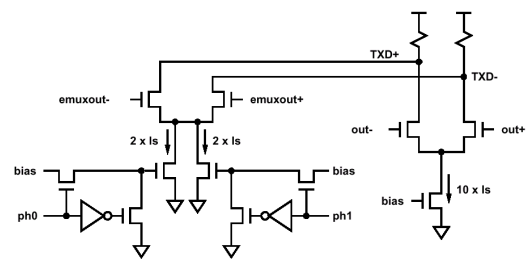 TXD+
TXD-
emuxout-
emuxout+
out-
out+
2 x Is
2 x Is
bias
bias
10 x Is
bias
ph0
ph1